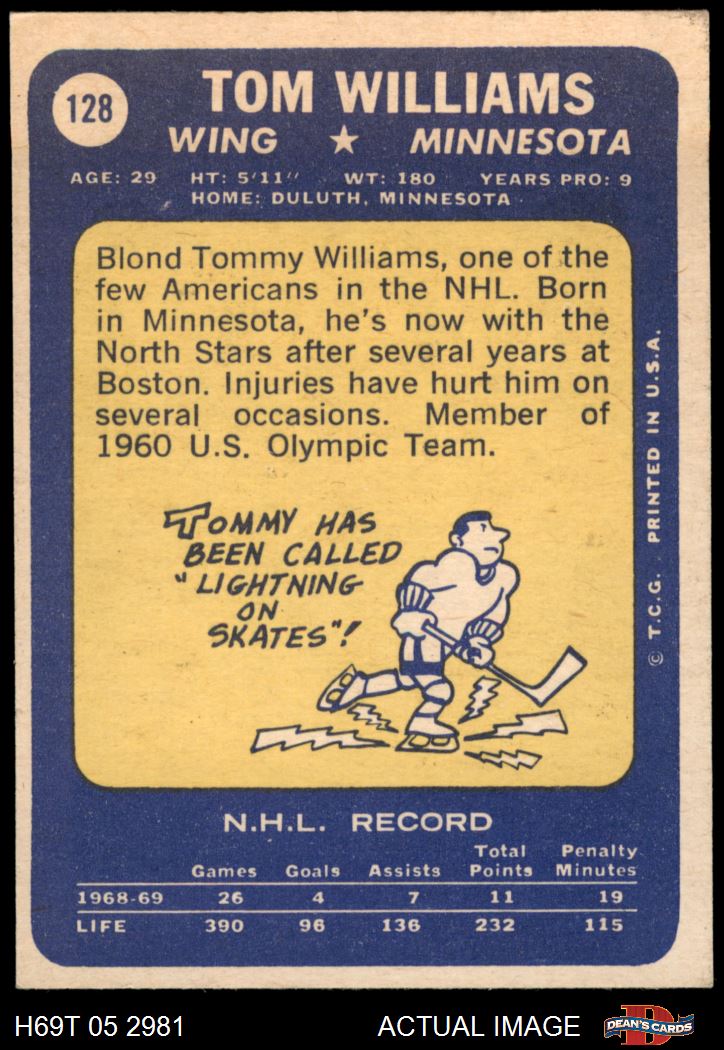 128
TOM WILLIAMS
WING ★ MINNESOTA
AGE: 29 HT: 5'11" WT: 180 YEARS PRO: 9
HOME: DULUTH, MINNESOTA
Blond Tommy Williams, one of the
few Americans in the NHL. Born
in Minnesota, he's now with the
North Stars after several years at
Boston. Injuries have hurt him on
several occasions. Member of
1960 U.S. Olympic Team.
TOMMY HAS
BEEN CALLED
"LIGHTNING
ON
SKATES"!
© T.C.G. PRINTED IN U.S.A.
N.H.L. RECORD
Games Goals Assists Total Points Penalty Minutes
1968-69 26 4 7 11 19
LIFE 390 96 136 232 115
H69T 05 2981 ACTUAL IMAGE DEAN'S CARDS